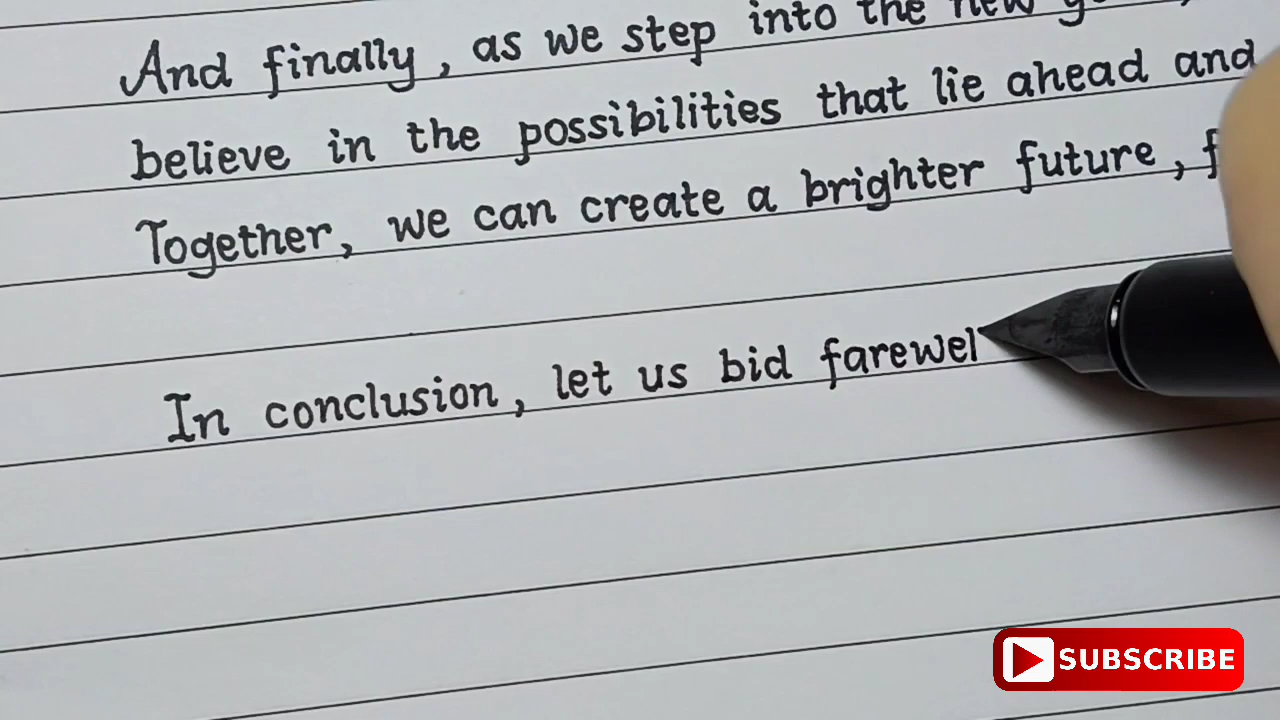 And finally, as we step into the new
believe in the possibilities that lie ahead and
Together, we can create a brighter future,
In conclusion, let us bid farewel
SUBSCRIBE